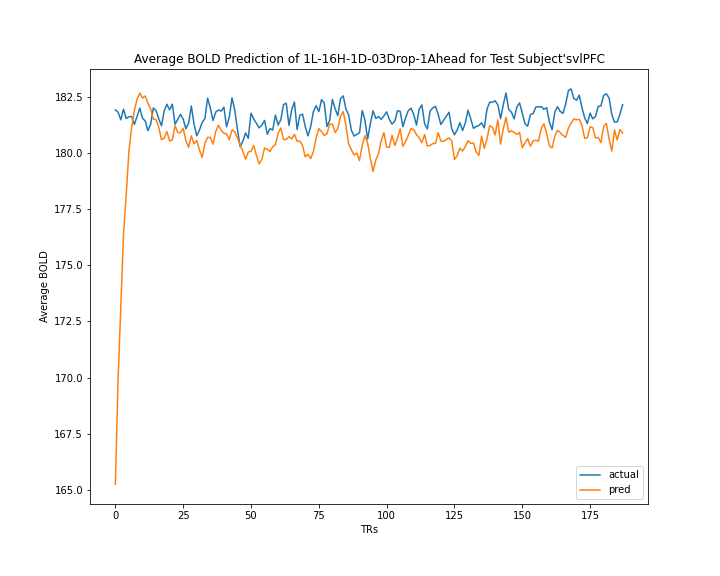 Average BOLD Prediction of 1L-16H-1D-03Drop-1Ahead for Test Subject'svlPFC
182.5
180.0
177.5
175.0
172.5
170.0
167.5
165.0
Average BOLD
0 25 50 75 100 125 150 175
TRs
actual
pred